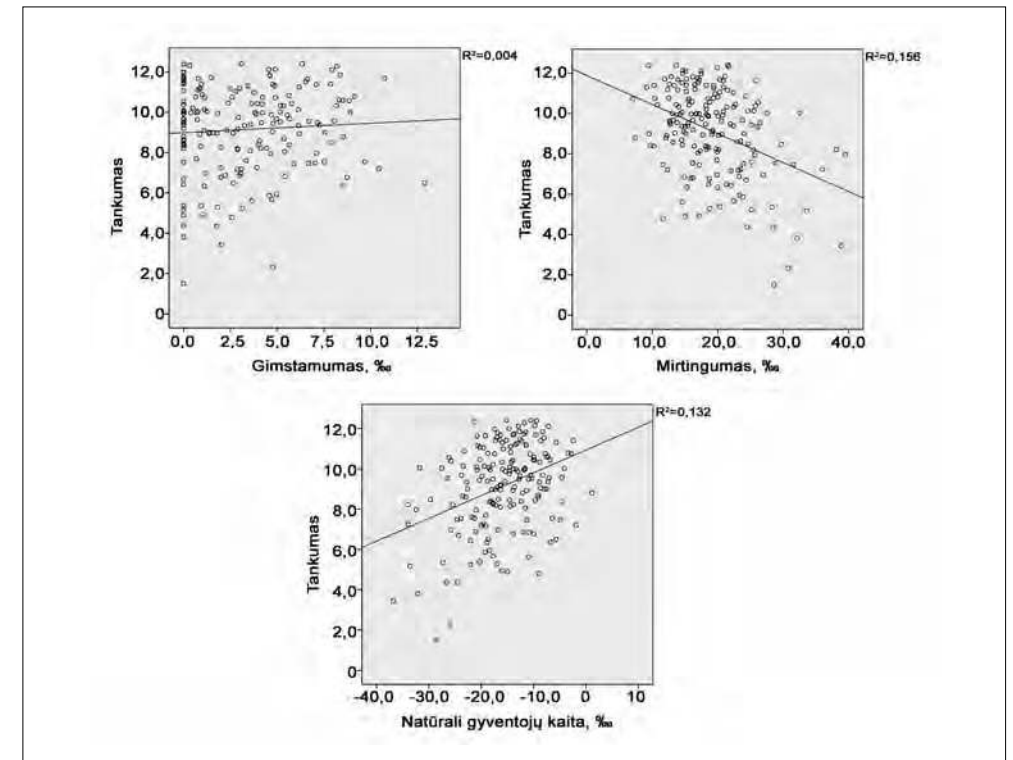 R²=0,004
Tankumas
12,0
10,0
8,0
6,0
4,0
2,0
0
0,0 2,5 5,0 7,5 10,0 12,5
Gimstamumas, ‰
R²=0,156
Tankumas
12,0
10,0
8,0
6,0
4,0
2,0
0
0,0 10,0 20,0 30,0 40,0
Mirtingumas, ‰
R²=0,132
Tankumas
12,0
10,0
8,0
6,0
4,0
2,0
0
-40,0 -30,0 -20,0 -10,0 0 10
Natūrali gyventojų kaita, ‰